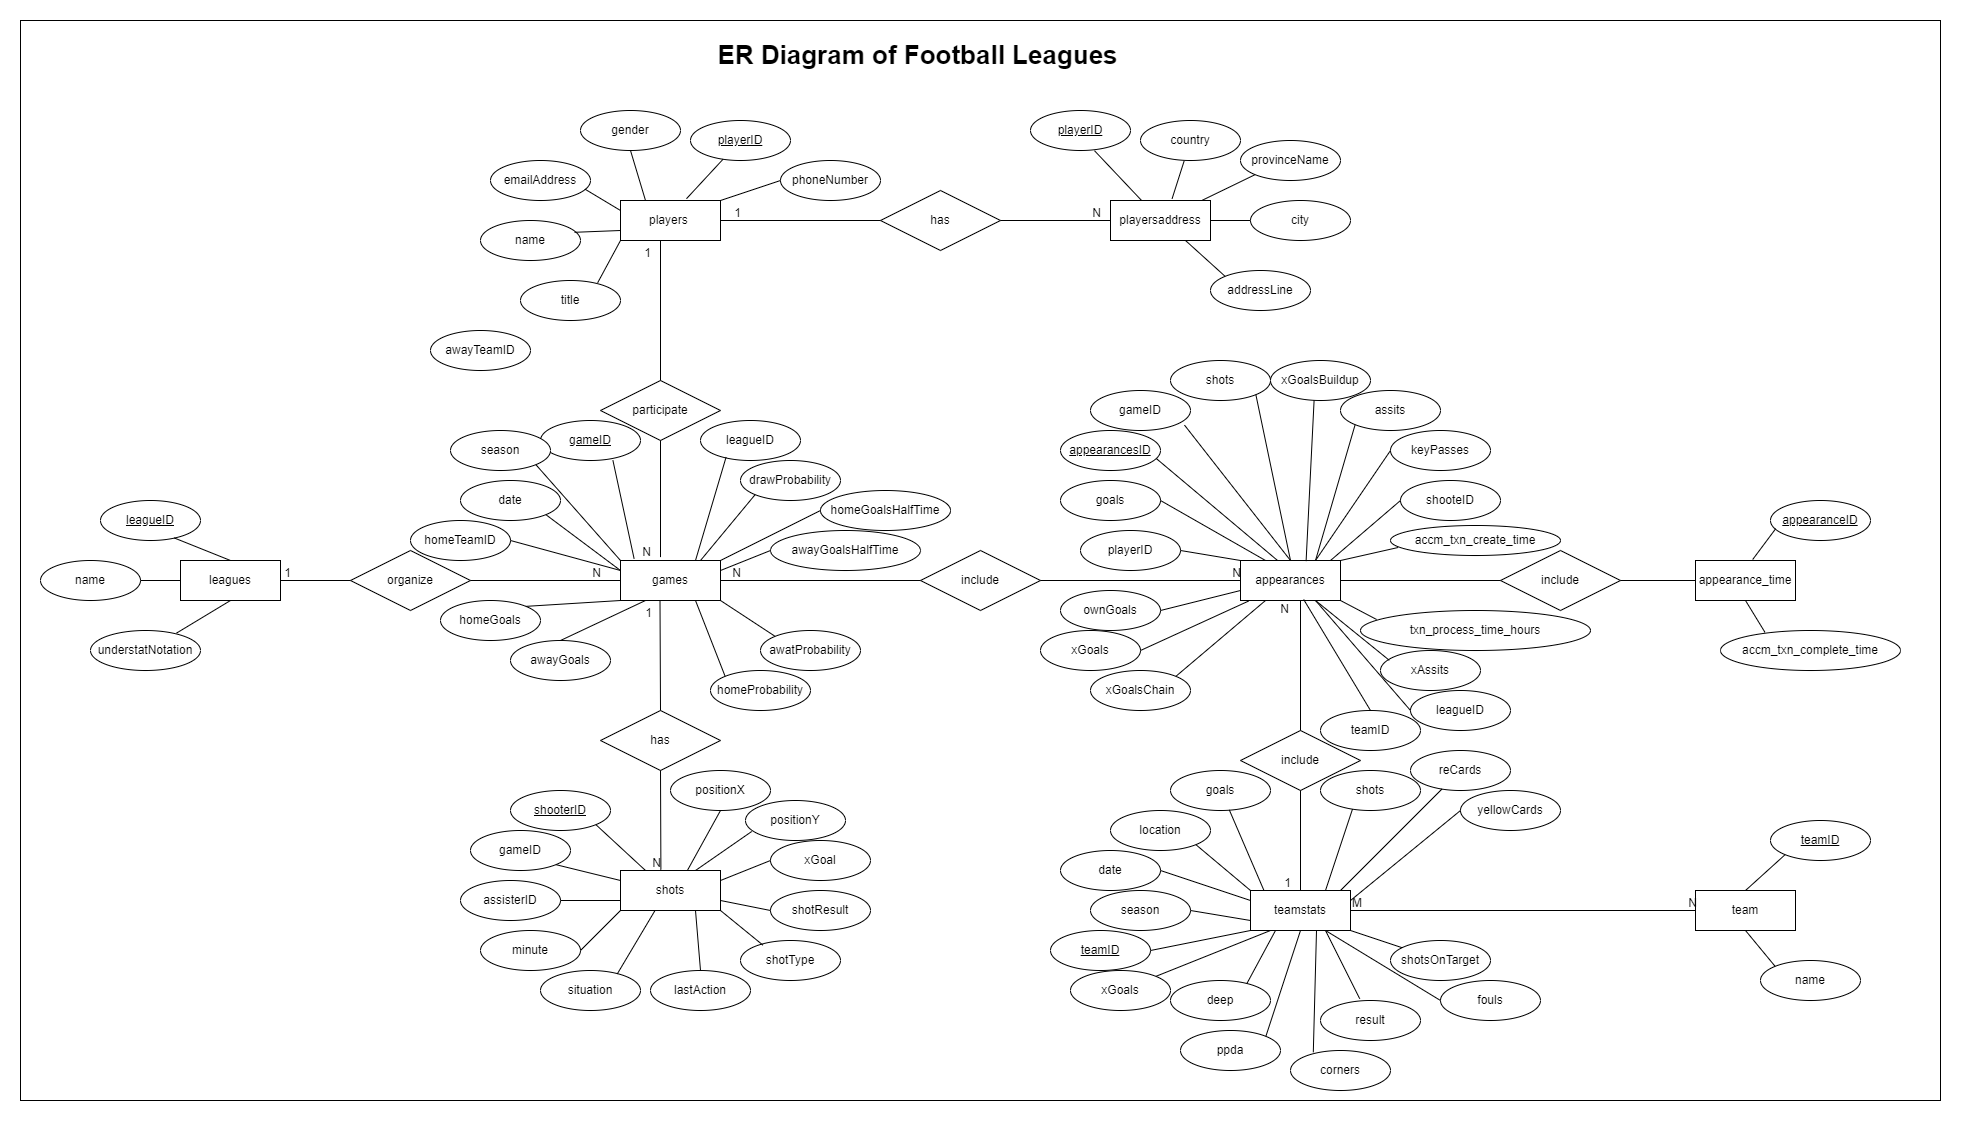 ER Diagram of Football Leagues
gender
playerID
emailAddress
phoneNumber
players
name
title
1
1
has
N
playerID
country
provinceName
playersaddress
city
addressLine
awayTeamID
participate
season
gameID
leagueID
date
drawProbability
homeTeamID
homeGoalsHalfTime
awayGoalsHalfTime
leagueID
name
leagues
understatNotation
1
organize
N
N
games
N
1
homeGoals
awayGoals
awatProbability
homeProbability
include
N
shots
xGoalsBuildup
gameID
assits
appearancesID
keyPasses
goals
shooteID
playerID
accm_txn_create_time
appearances
N
ownGoals
txn_process_time_hours
xGoals
xAssits
xGoalsChain
leagueID
teamID
include
appearanceID
appearance_time
accm_txn_complete_time
has
N
shooterID
positionX
positionY
gameID
xGoal
assisterID
shots
shotResult
minute
shotType
situation
lastAction
include
1
goals
shots
reCards
location
yellowCards
date
season
teamstats
M
teamID
shotsOnTarget
xGoals
deep
fouls
result
ppda
corners
N
teamID
team
name